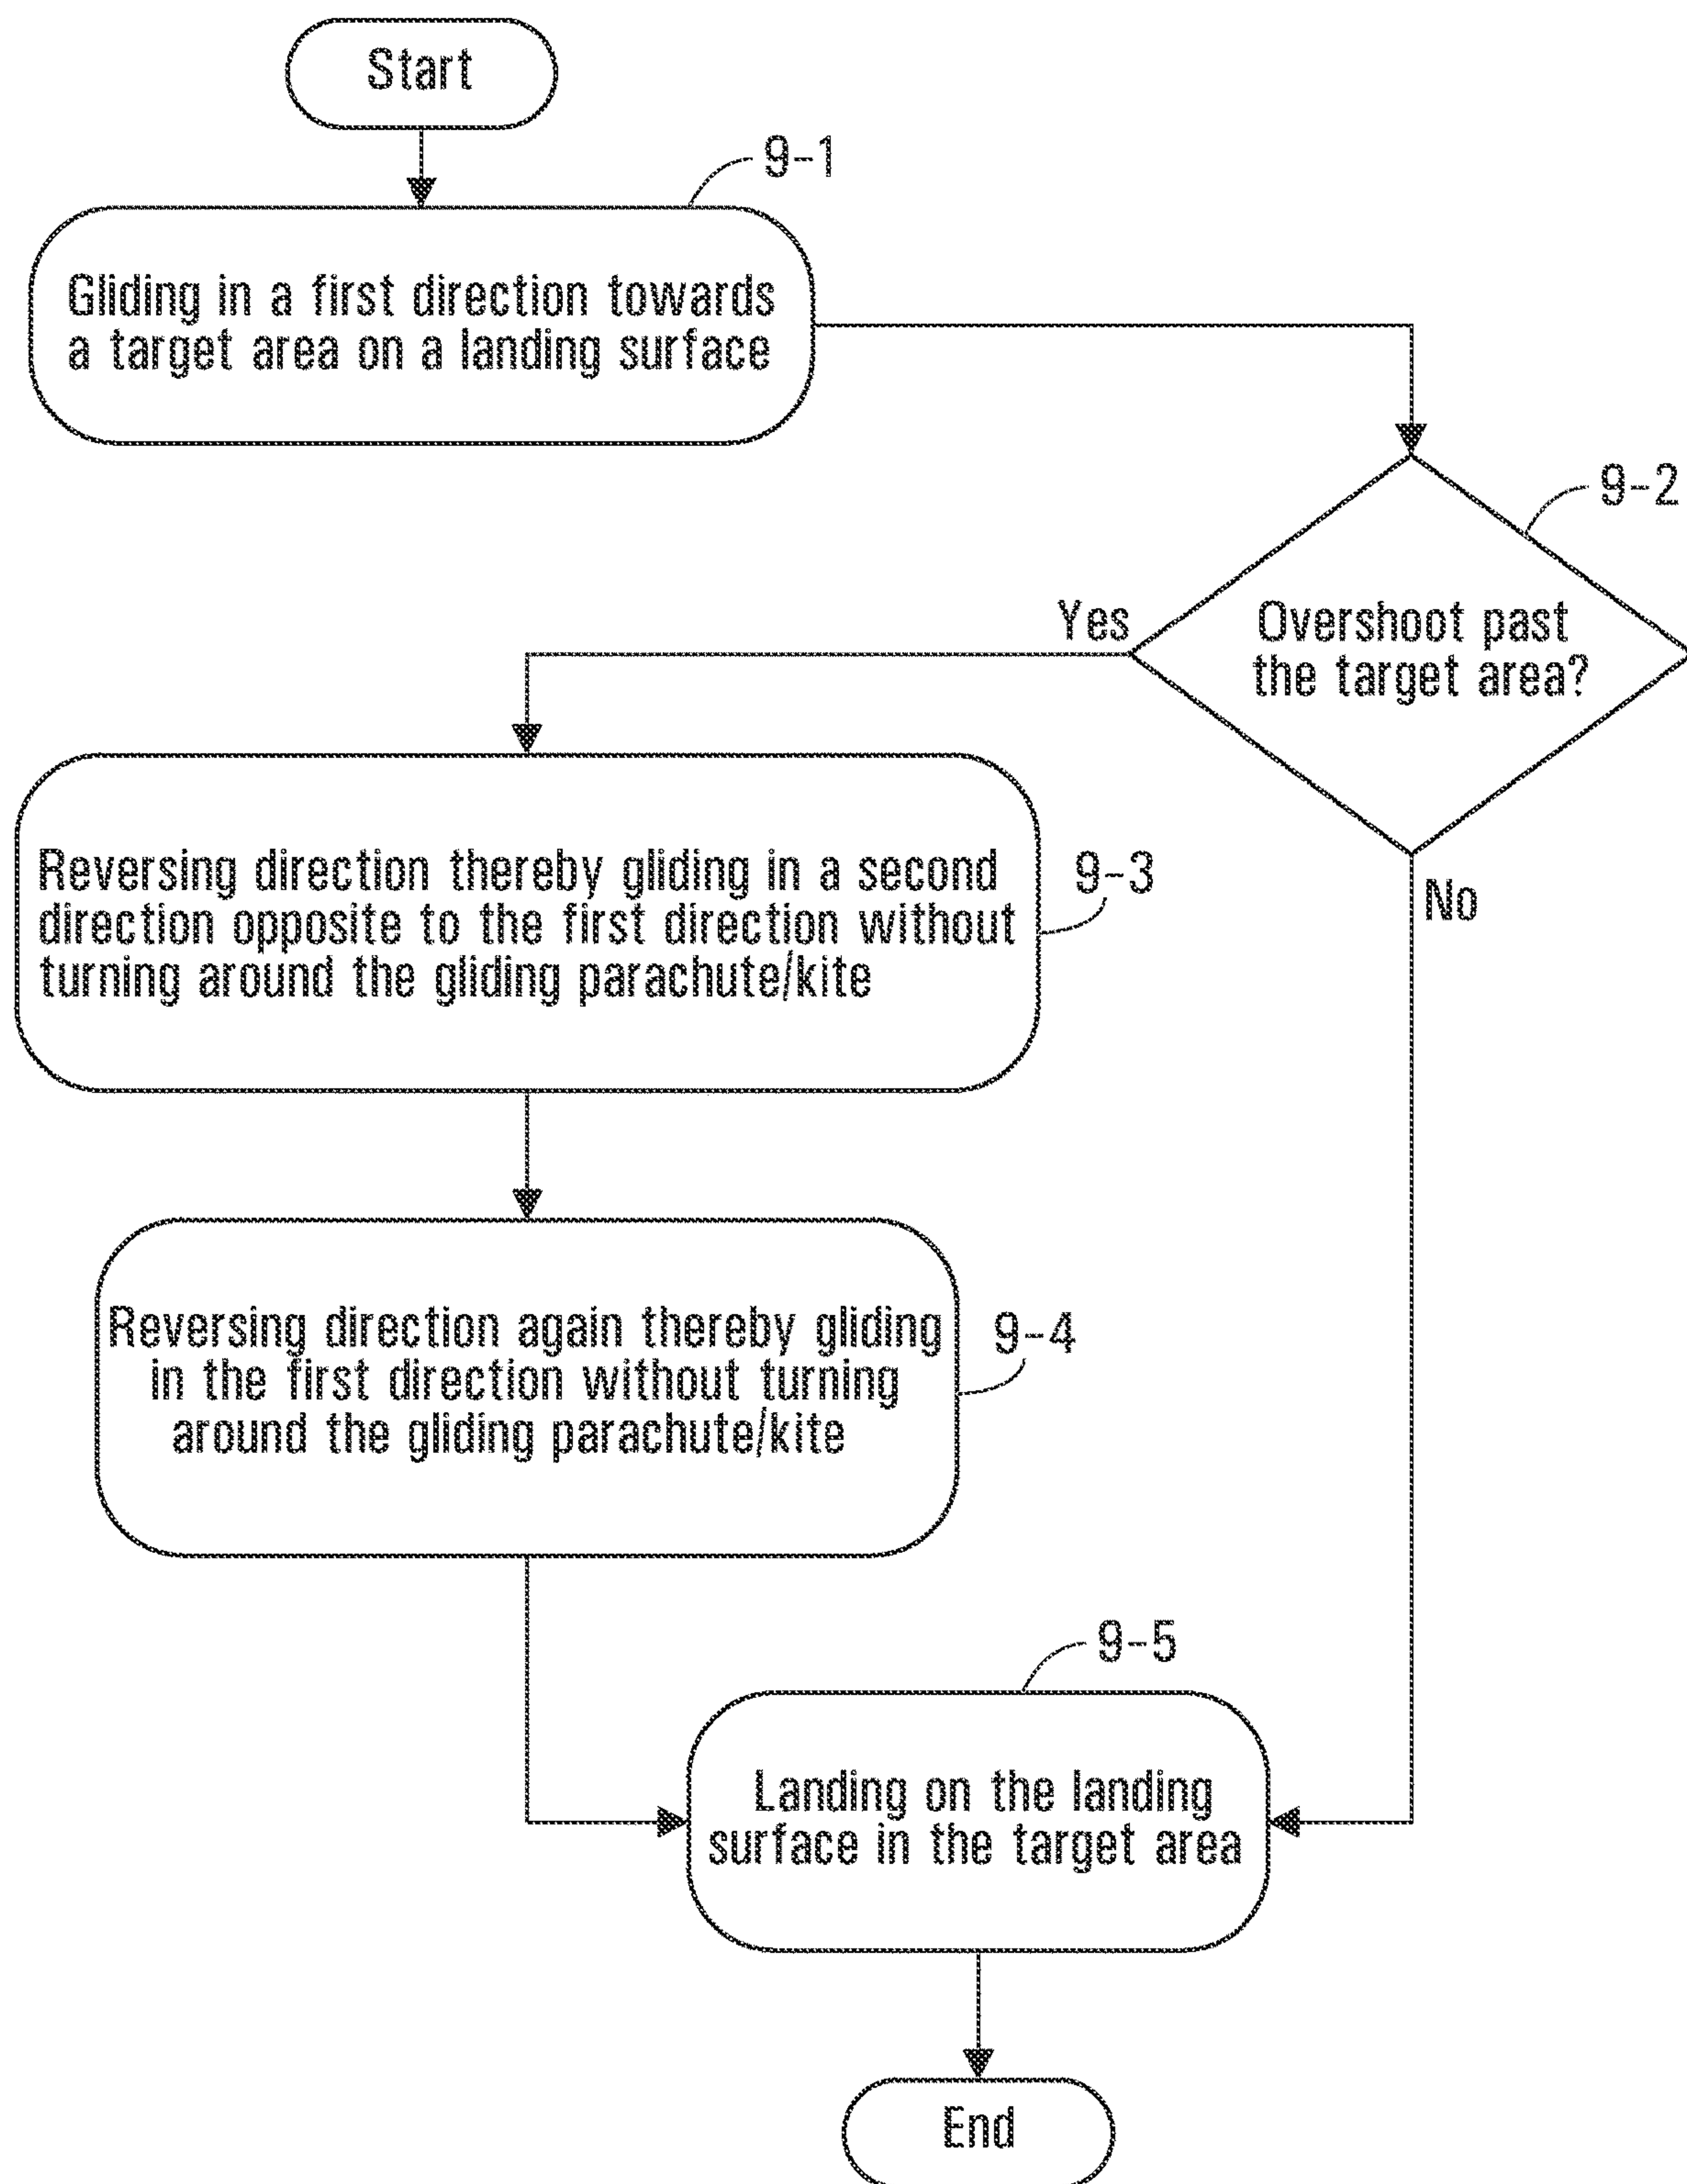 Start
9-1
Gliding in a first direction towards
a target area on a landing surface
9-2
Overshoot past
the target area?
Yes
No
Reversing direction thereby gliding in a second
direction opposite to the first direction without
turning around the gliding parachute/kite
9-3
Reversing direction again thereby gliding
in the first direction without turning
around the gliding parachute/kite
9-4
9-5
Landing on the landing
surface in the target area
End